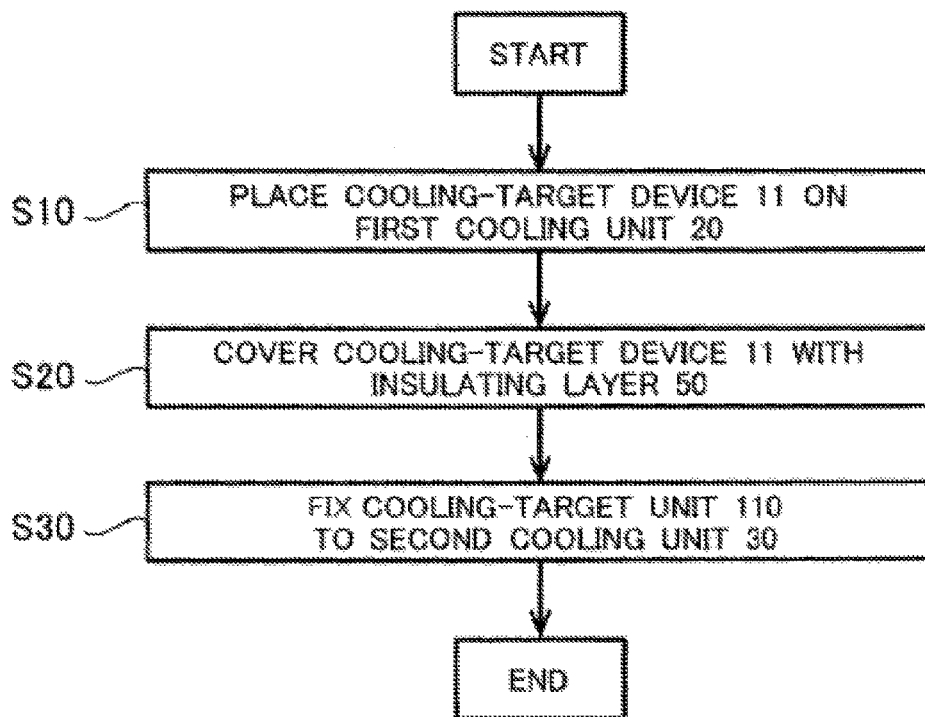 START
S10
PLACE COOLING-TARGET DEVICE 11 ON
FIRST COOLING UNIT 20
S20
COVER COOLING-TARGET DEVICE 11 WITH
INSULATING LAYER 50
S30
FIX COOLING-TARGET UNIT 110
TO SECOND COOLING UNIT 30
END